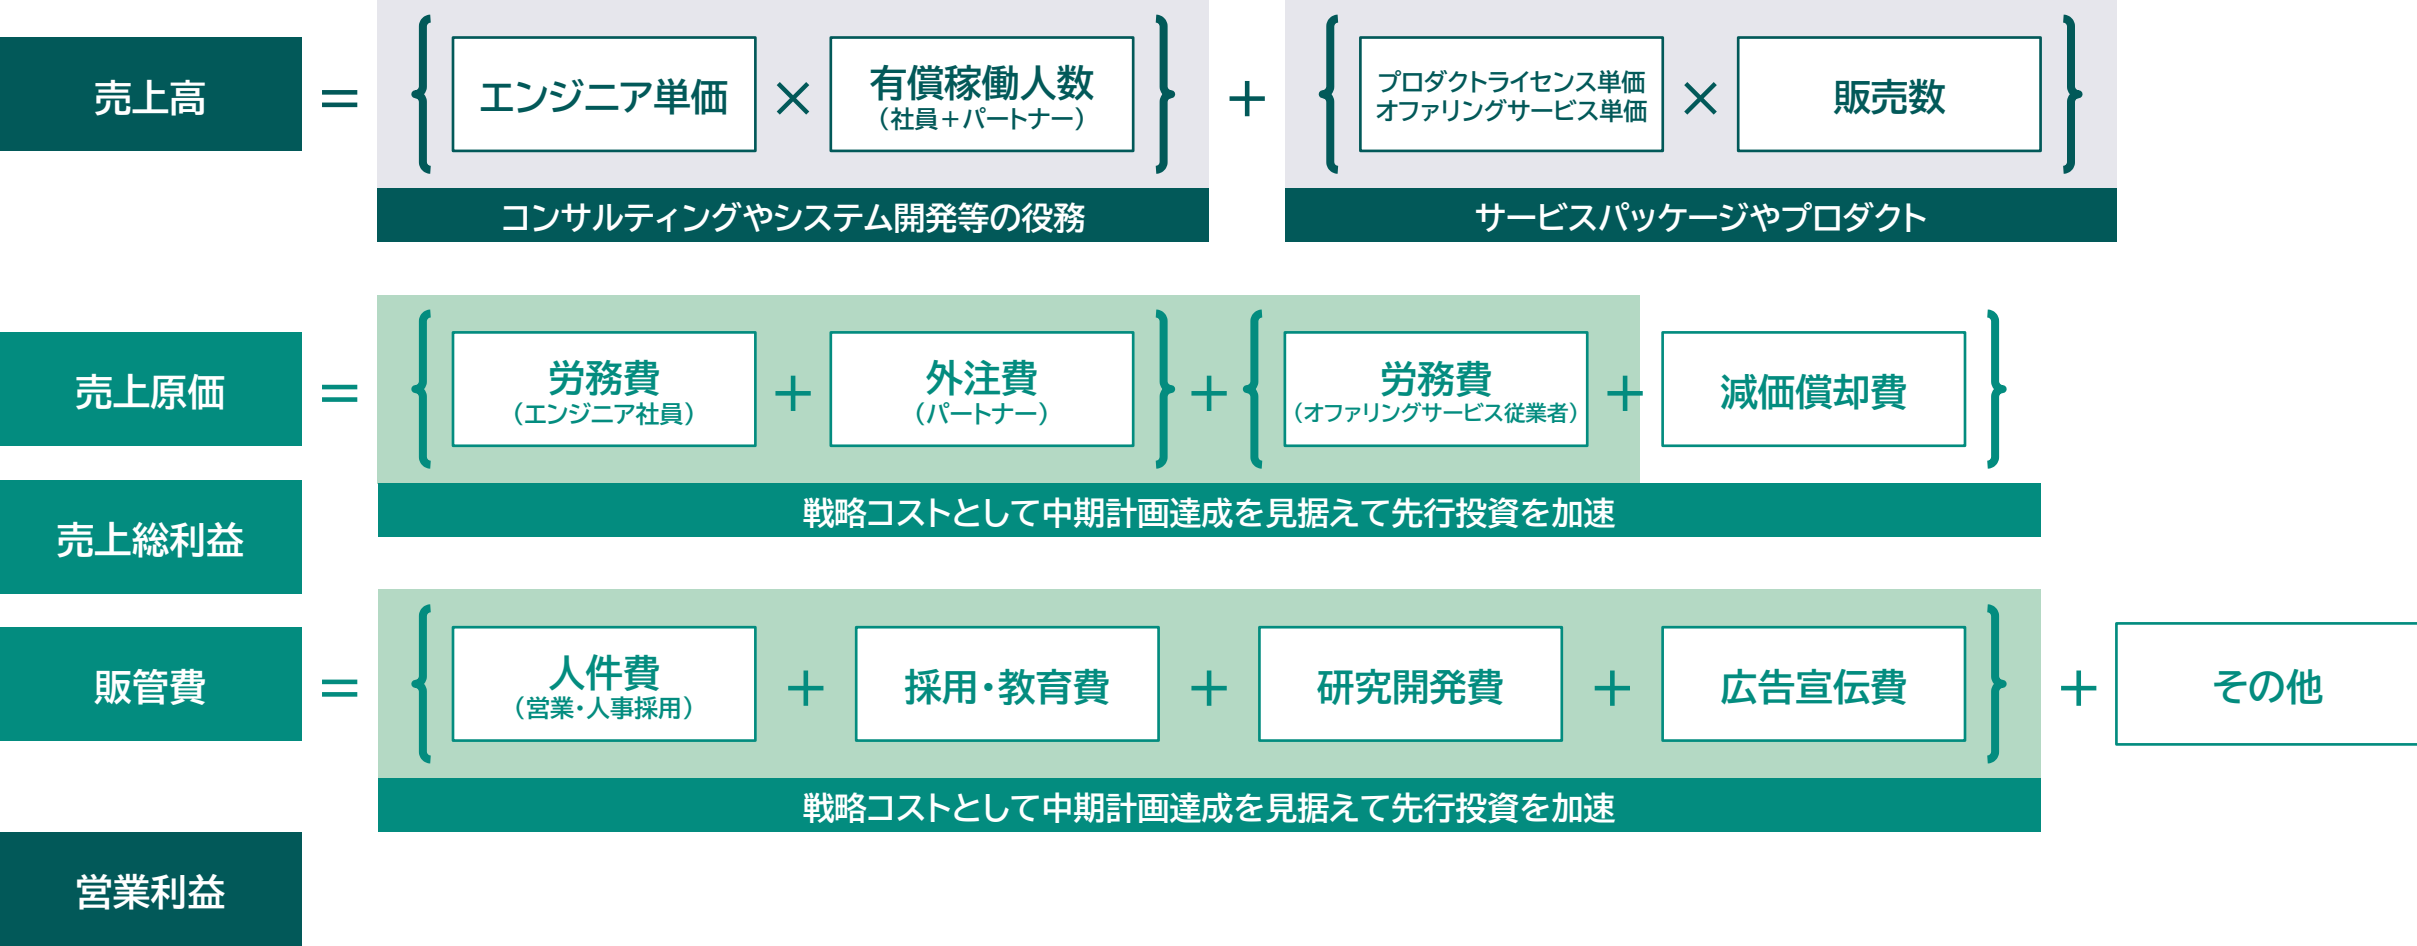 売上高
=
{
エンジニア単価
×
有償稼働人数
（社員＋パートナー）
}
+
{
プロダクトライセンス単価
オファリングサービス単価
×
販売数
}
コンサルティングやシステム開発等の役務
サービスパッケージやプロダクト
売上原価
=
{
労務費
（エンジニア社員）
+
外注費
（パートナー）
}
+
{
労務費
（オファリングサービス従業者）
+
減価償却費
}
戦略コストとして中期計画達成を見据えて先行投資を加速
売上総利益
販管費
=
{
人件費
（営業・人事採用）
+
採用・教育費
+
研究開発費
+
広告宣伝費
}
+
その他
戦略コストとして中期計画達成を見据えて先行投資を加速
営業利益